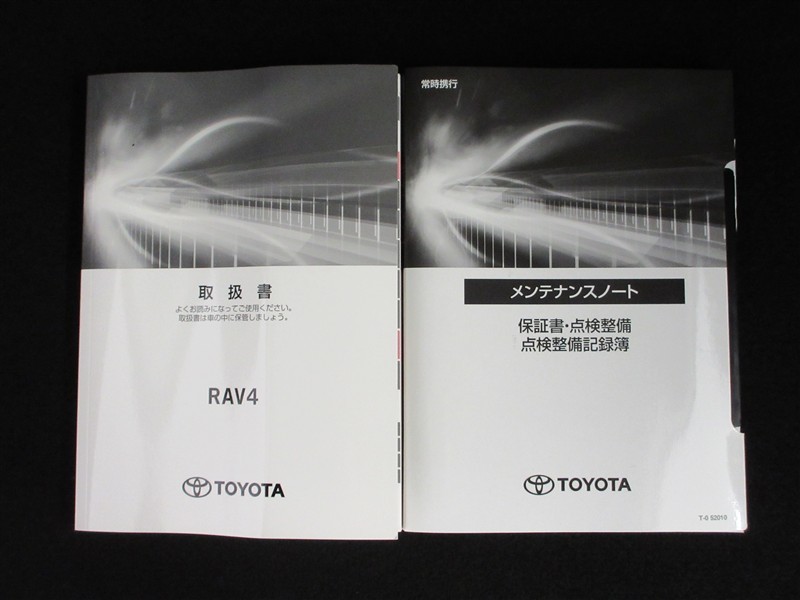 取扱書
よくお読みになってご使用ください。
取扱書は車の中に保管しましょう。
RAV4
TOYOTA
常時携行
メンテナンスノート
保証書・点検整備
点検整備記録簿
TOYOTA
T-0 52010